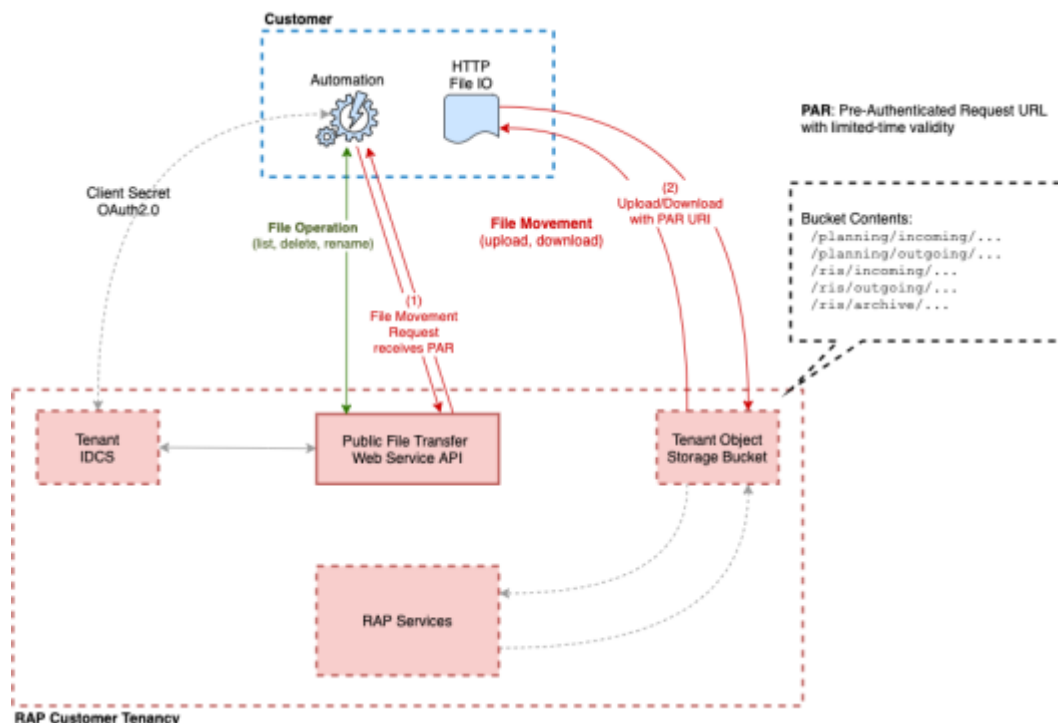 Customer
Automation
HTTP
File IO
PAR: Pre-Authenticated Request URL
with limited-time validity
Client Secret
OAuth2.0
File Operation
(list, delete, rename)
File Movement
(upload, download)
(2)
Upload/Download
with PAR URI
Bucket Contents:
/planning/incoming/...
/planning/outgoing/...
/ris/incoming/...
/ris/outgoing/...
/ris/archive/...
(1)
File Movement
Request
receives PAR
Tenant
IDCS
Public File Transfer
Web Service API
Tenant Object
Storage Bucket
RAP Services
RAP Customer Tenancy